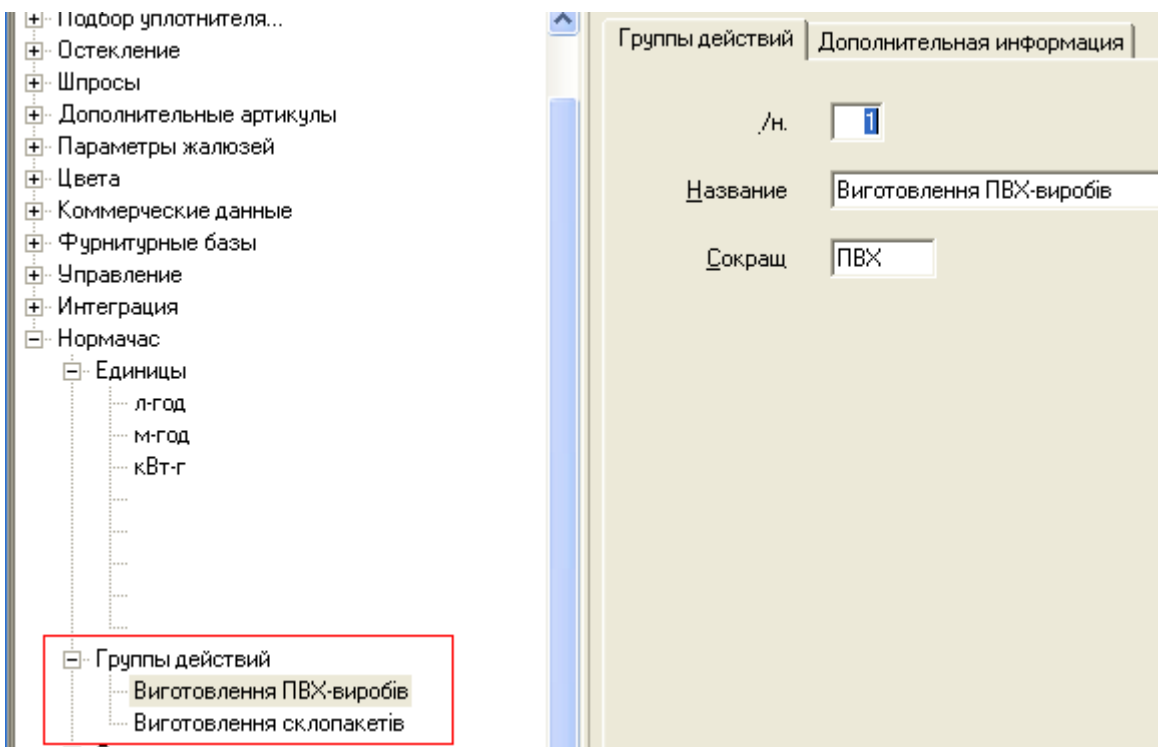 Подбор уплотнителя...
Остекление
Шпросы
Дополнительные артикулы
Параметры жалюзей
Цвета
Коммерческие данные
Фурнитурные базы
Управление
Интеграция
Нормачас
Единицы
л-год
м-год
кВт-г
Группы действий
Виготовлення ПВХ-виробів
Виготовлення склопакетів
Группы действий
Дополнительная информация
/н. 1
Название Виготовлення ПВХ-виробів
Сокращ ПВХ